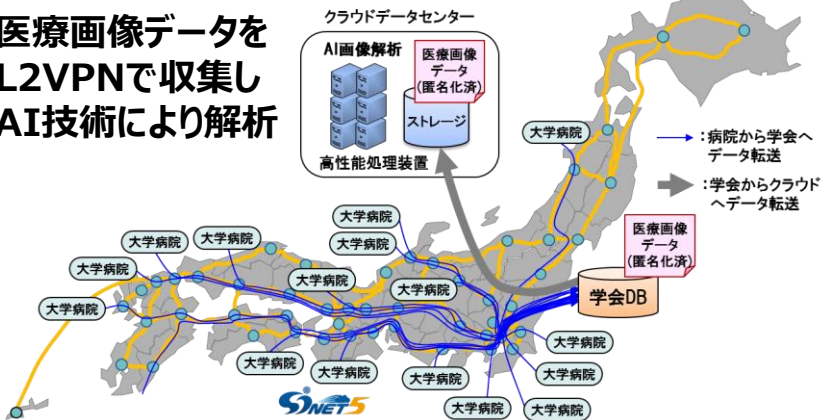 医療画像データを
L2VPNで収集し
AI技術により解析
クラウドデータセンター
AI画像解析
医療画像
データ
(匿名化済)
ストレージ
高性能処理装置
：病院から学会へ
データ転送
：学会からクラウド
へデータ転送
大学病院
大学病院
大学病院
大学病院
大学病院
大学病院
大学病院
大学病院
大学病院
医療画像
データ
(匿名化済)
学会DB
大学病院
大学病院
大学病院
大学病院
大学病院
大学病院
大学病院
SINET5